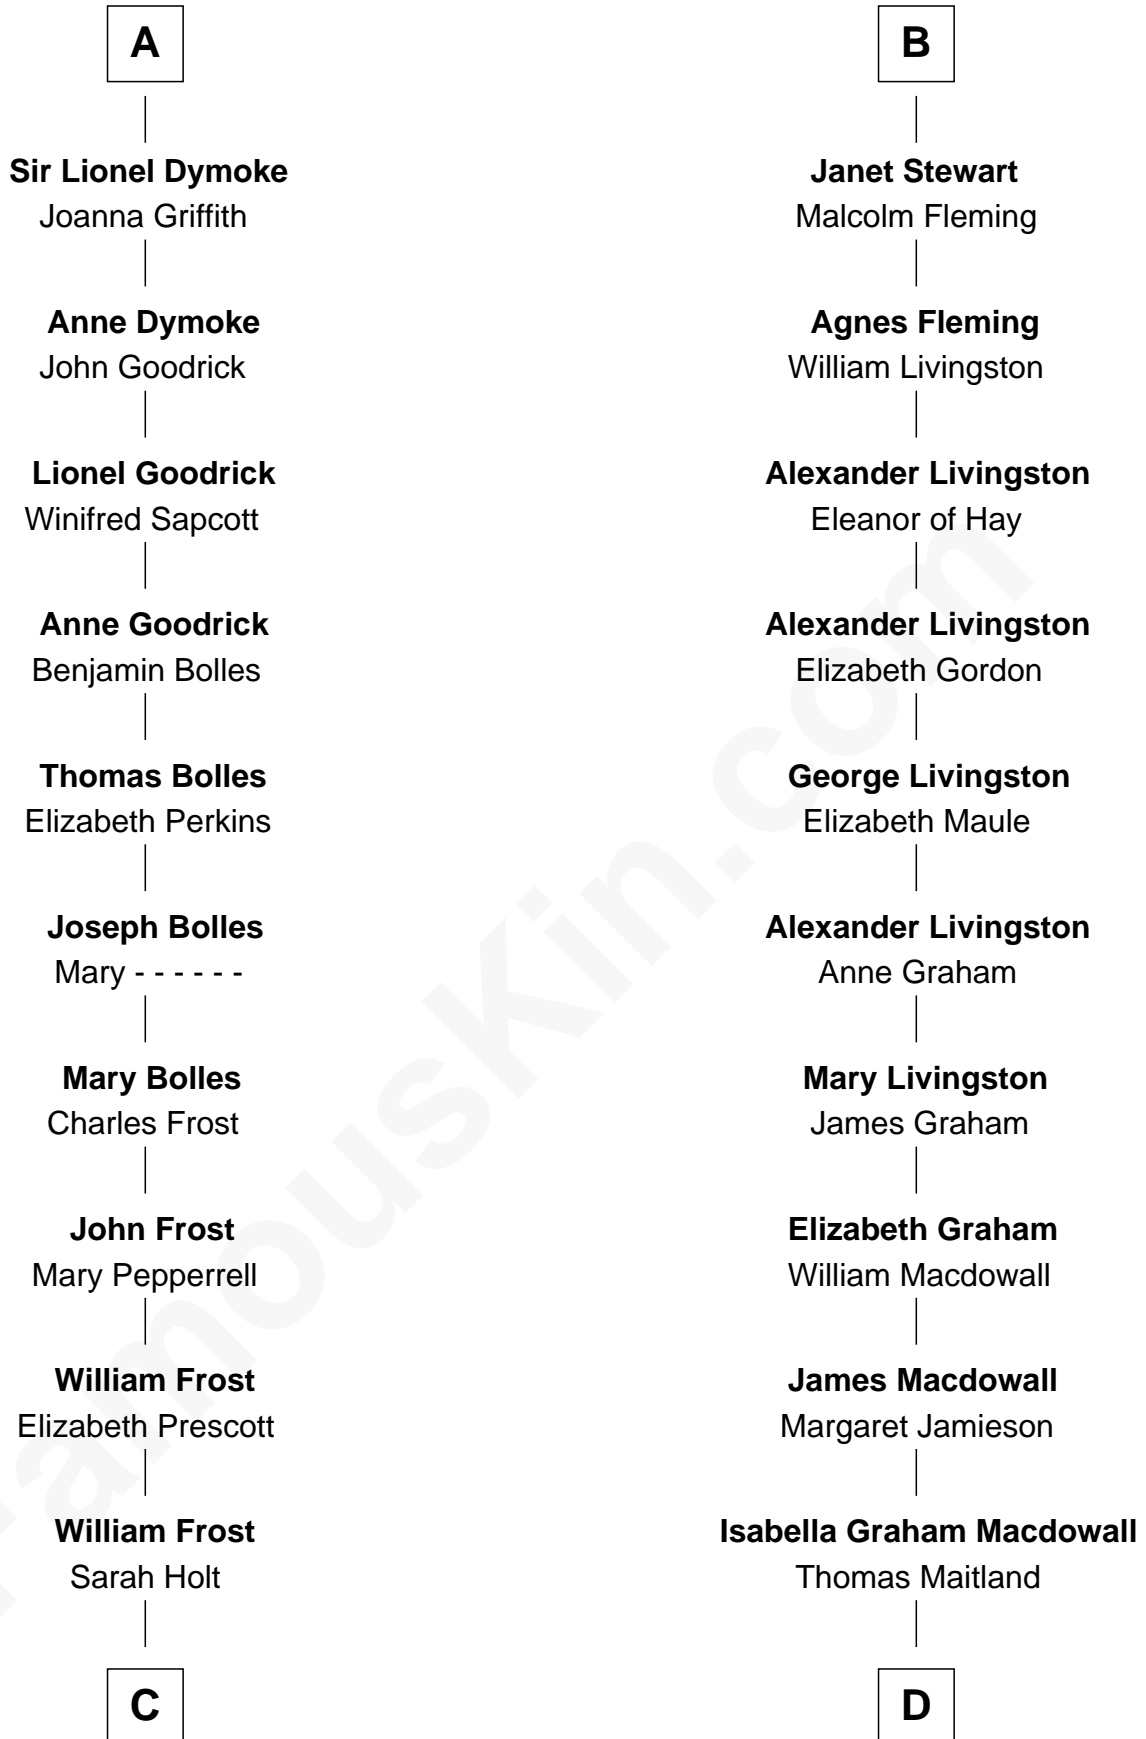 A
Sir Lionel Dymoke
Joanna Griffith
Anne Dymoke
John Goodrick
Lionel Goodrick
Winifred Sapcott
Anne Goodrick
Benjamin Bolles
Thomas Bolles
Elizabeth Perkins
Joseph Bolles
Mary - - - - - -
Mary Bolles
Charles Frost
John Frost
Mary Pepperrell
William Frost
Elizabeth Prescott
William Frost
Sarah Holt
C
B
Janet Stewart
Malcolm Fleming
Agnes Fleming
William Livingston
Alexander Livingston
Eleanor of Hay
Alexander Livingston
Elizabeth Gordon
George Livingston
Elizabeth Maule
Alexander Livingston
Anne Graham
Mary Livingston
James Graham
Elizabeth Graham
William Macdowall
James Macdowall
Margaret Jamieson
Isabella Graham Macdowall
Thomas Maitland
D
FamousKin.com